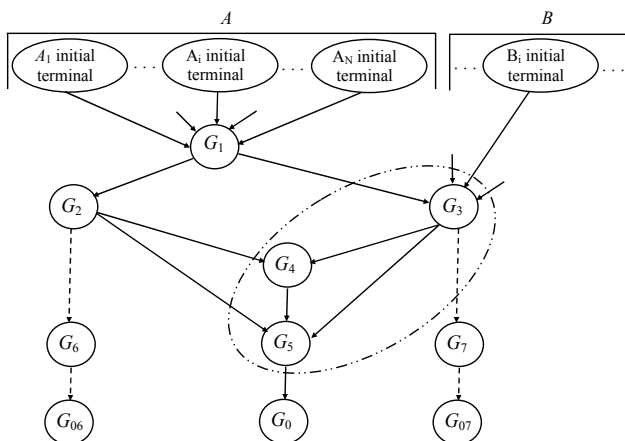 A B
A1 initial terminal ... Ai initial terminal ... AN initial terminal ... ... Bi initial terminal ...
G1
G2 G3
G4
G6 G5 G7
G06 G0 G07